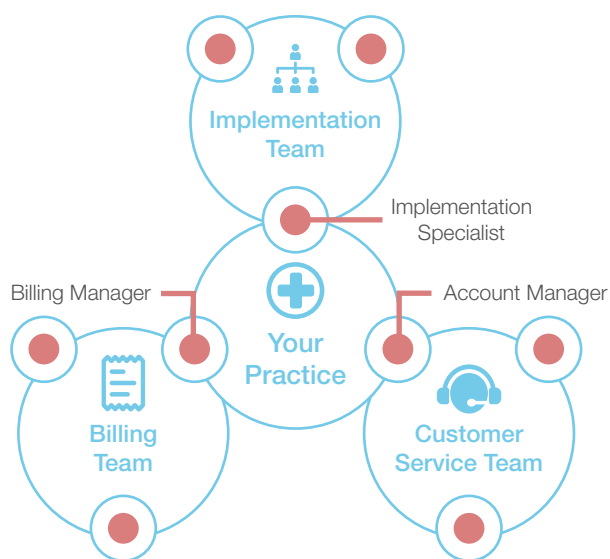 Implementation
Team
Implementation
Specialist
Billing Manager
Account Manager
Your
Practice
Billing
Team
Customer
Service Team